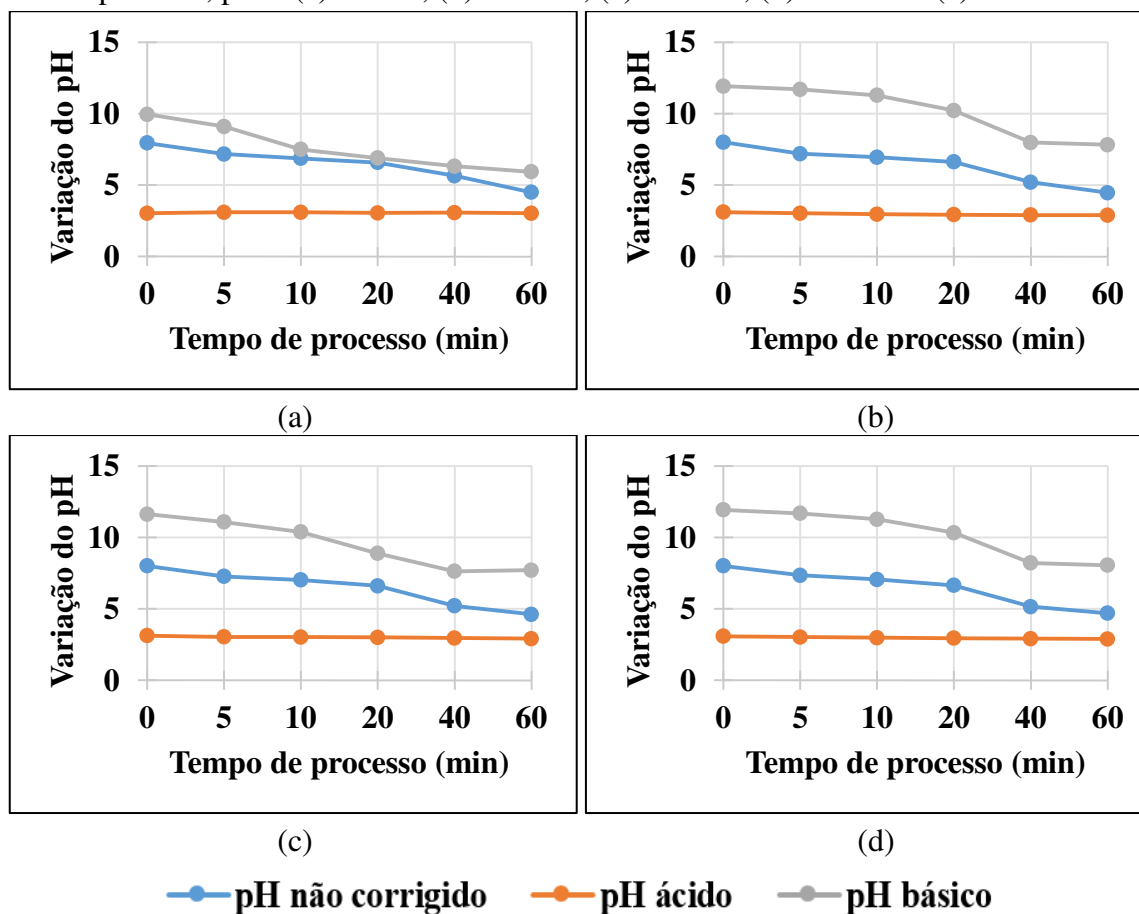 (a)
(b)
15
10
5
0
Variação do pH
0 5 10 20 40 60
Tempo de processo (min)
15
10
5
0
Variação do pH
0 5 10 20 40 60
Tempo de processo (min)
(a)
(b)
15
10
5
0
Variação do pH
0 5 10 20 40 60
Tempo de processo (min)
15
10
5
0
Variação do pH
0 5 10 20 40 60
Tempo de processo (min)
(c)
(d)
pH não corrigido pH ácido pH básico